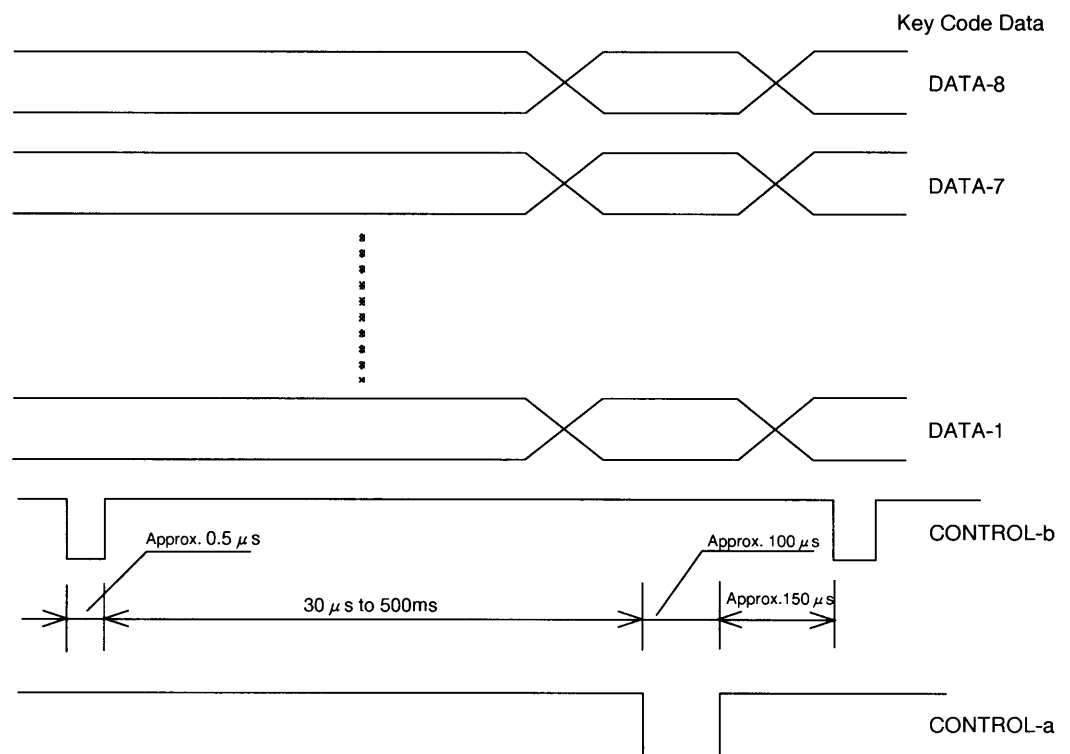 Key Code Data
DATA-8
DATA-7
DATA-1
CONTROL-b
Approx. 0.5 μs
Approx. 100 μs
30 μs to 500ms
Approx.150 μs
CONTROL-a